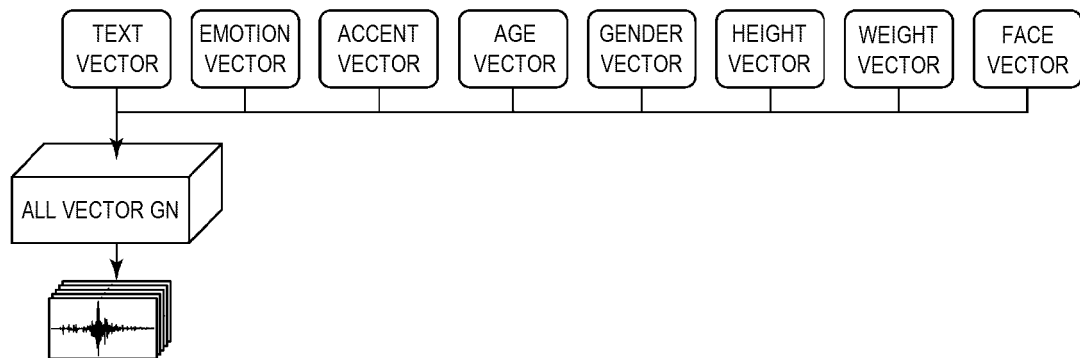 TEXT
VECTOR
EMOTION
VECTOR
ACCENT
VECTOR
AGE
VECTOR
GENDER
VECTOR
HEIGHT
VECTOR
WEIGHT
VECTOR
FACE
VECTOR
ALL VECTOR GN